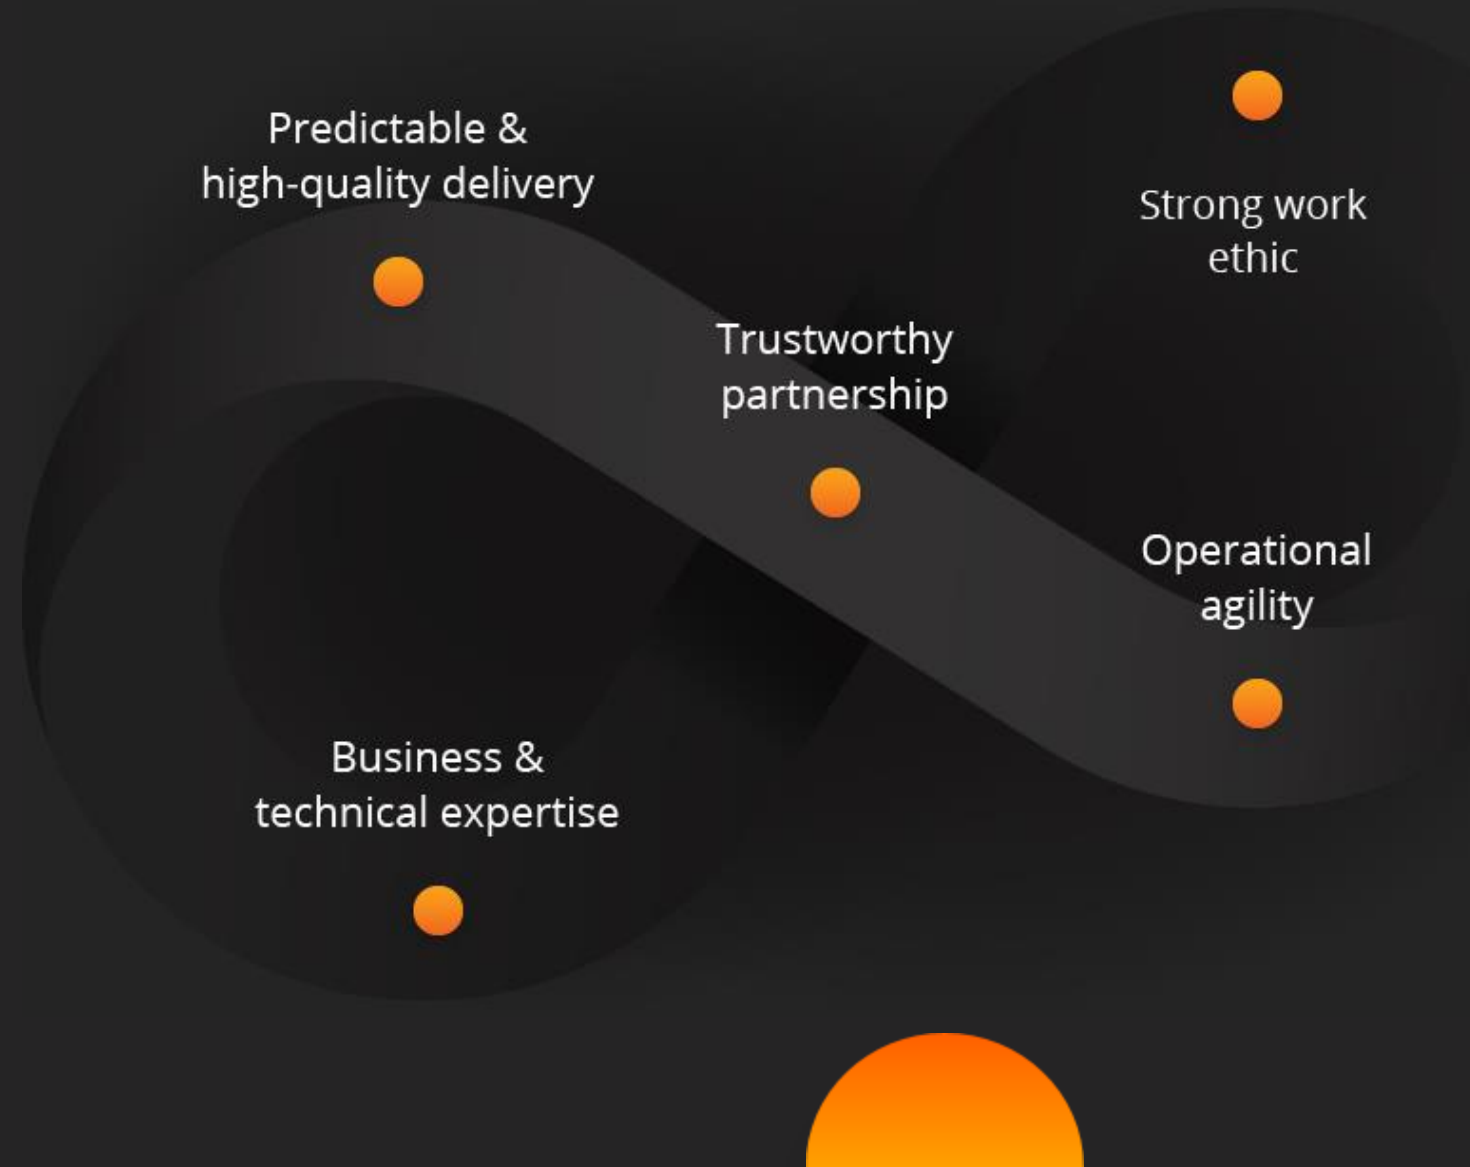 Predictable &
high-quality delivery
Strong work
ethic
Trustworthy
partnership
Operational
agility
Business &
technical expertise